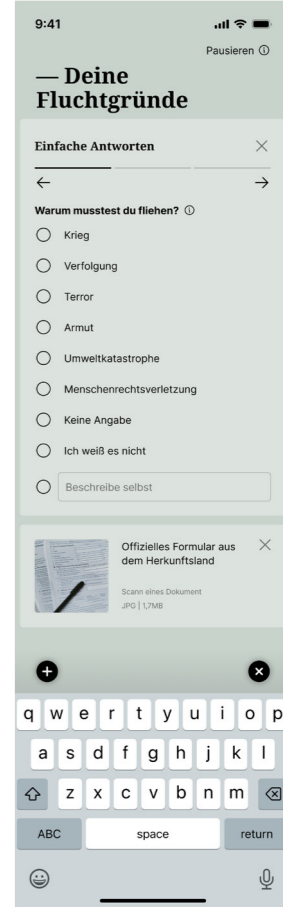 9:41
Pausieren
— Deine
Fluchtgründe
Einfache Antworten
Warum musstest du fliehen?
Krieg
Verfolgung
Terror
Armut
Umweltkatastrophe
Menschenrechtsverletzung
Keine Angabe
Ich weiß es nicht
Beschreibe selbst
Offizielles Formular aus
dem Herkunftsland
Scann eines Dokument
JPG | 1,7MB
q w e r t y u i o p
a s d f g h j k l
z x c v b n m
ABC space return